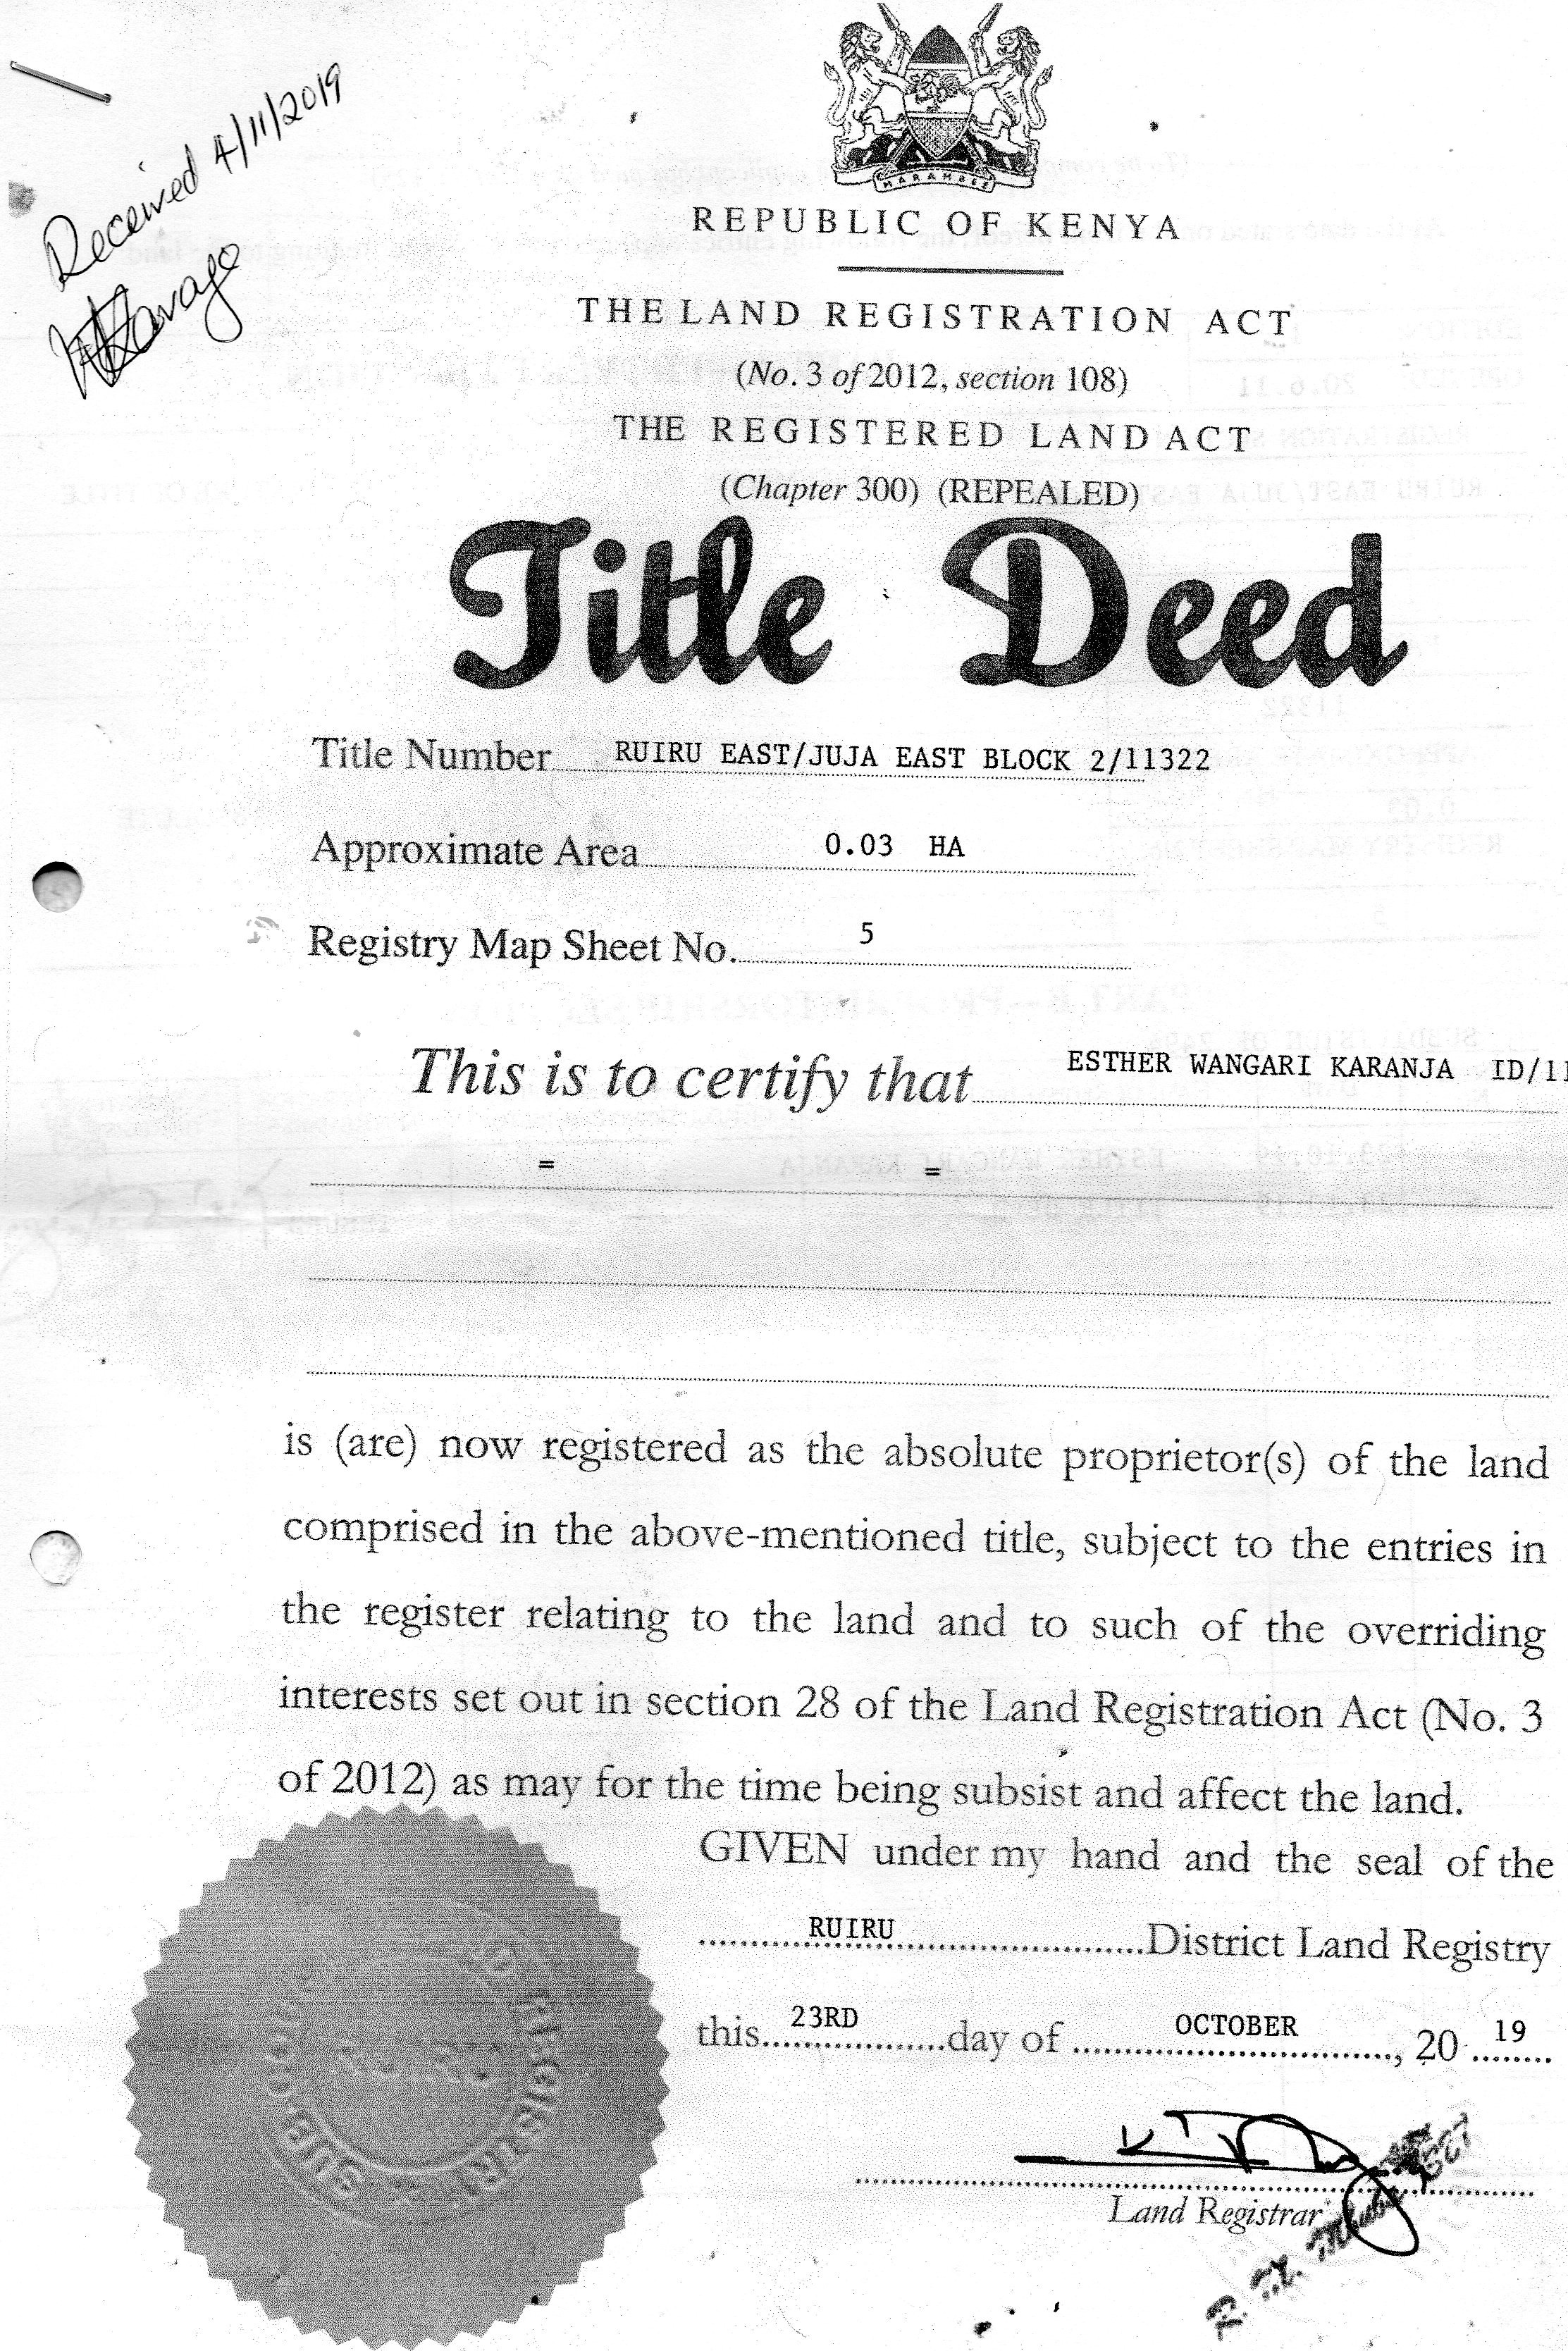 Received 4/11/2019
HARAMBEE
REPUBLIC OF KENYA
THE LAND REGISTRATION ACT
(No. 3 of 2012, section 108)
THE REGISTERED LAND ACT
(Chapter 300) (REPEALED)
Title Deed
Title Number RUIRU EAST/JUJA EAST BLOCK 2/11322
Approximate Area 0.03 HA
Registry Map Sheet No. 5
This is to certify that ESTHER WANGARI KARANJA ID/11
= =
is (are) now registered as the absolute proprietor(s) of the land
comprised in the above-mentioned title, subject to the entries in
the register relating to the land and to such of the overriding
interests set out in section 28 of the Land Registration Act (No. 3
of 2012) as may for the time being subsist and affect the land.
GIVEN under my hand and the seal of the
RUIRU District Land Registry
this 23RD day of OCTOBER, 20 19
Land Registrar